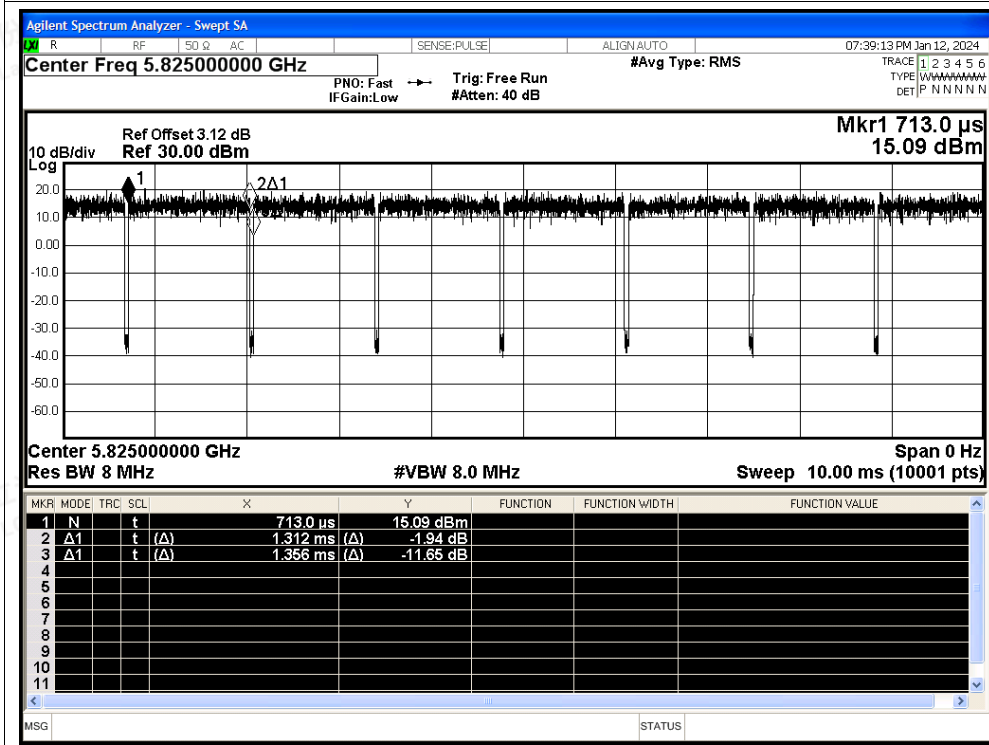 Agilent Spectrum Analyzer - Swept SA
LXI R RF 50 Ω AC SENSE:PULSE ALIGN AUTO 07:39:13 PM Jan 12, 2024
Center Freq 5.825000000 GHz #Avg Type: RMS TRACE 1 2 3 4 5 6
PNO: Fast Trig: Free Run TYPE
IFGain:Low #Atten: 40 dB DET P N N N N N
Mkr1 713.0 µs
Ref Offset 3.12 dB
10 dB/div Ref 30.00 dBm 15.09 dBm
Log
1 2Δ1
20.0
10.0
0.00
-10.0
-20.0
-30.0
-40.0
-50.0
-60.0
Center 5.825000000 GHz Span 0 Hz
Res BW 8 MHz #VBW 8.0 MHz Sweep 10.00 ms (10001 pts)
MKR MODE TRC SCL X Y FUNCTION FUNCTION WIDTH FUNCTION VALUE
1 N t 713.0 µs 15.09 dBm
2 Δ1 t (Δ) 1.312 ms (Δ) -1.94 dB
3 Δ1 t (Δ) 1.356 ms (Δ) -11.65 dB
4
5
6
7
8
9
10
11
MSG STATUS